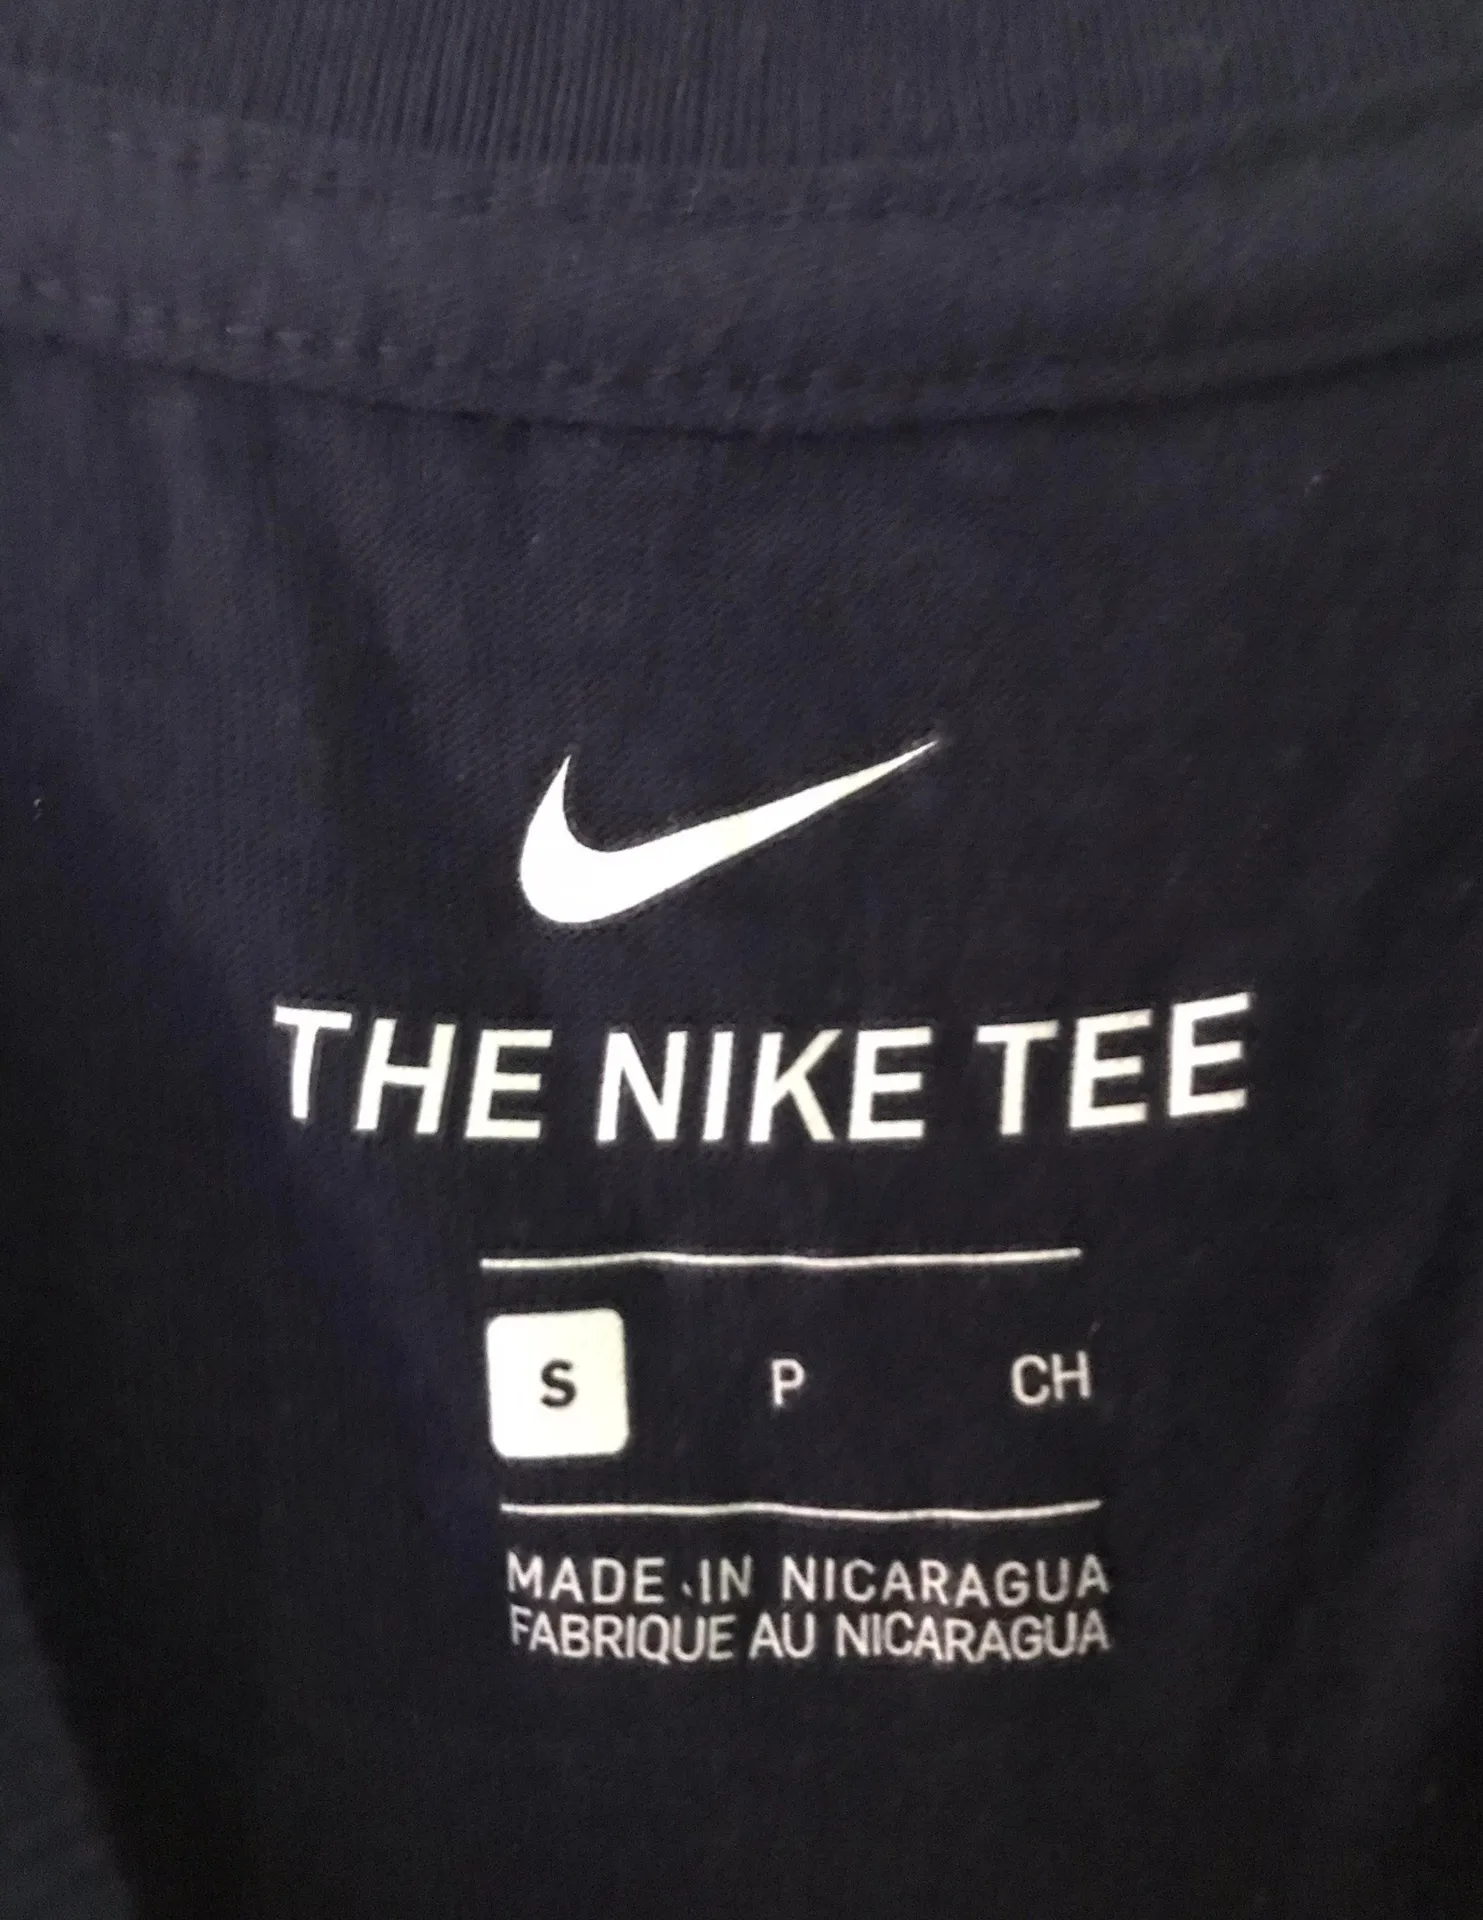 THE NIKE TEE
S P CH
MADE IN NICARAGUA
FABRIQUE AU NICARAGUA